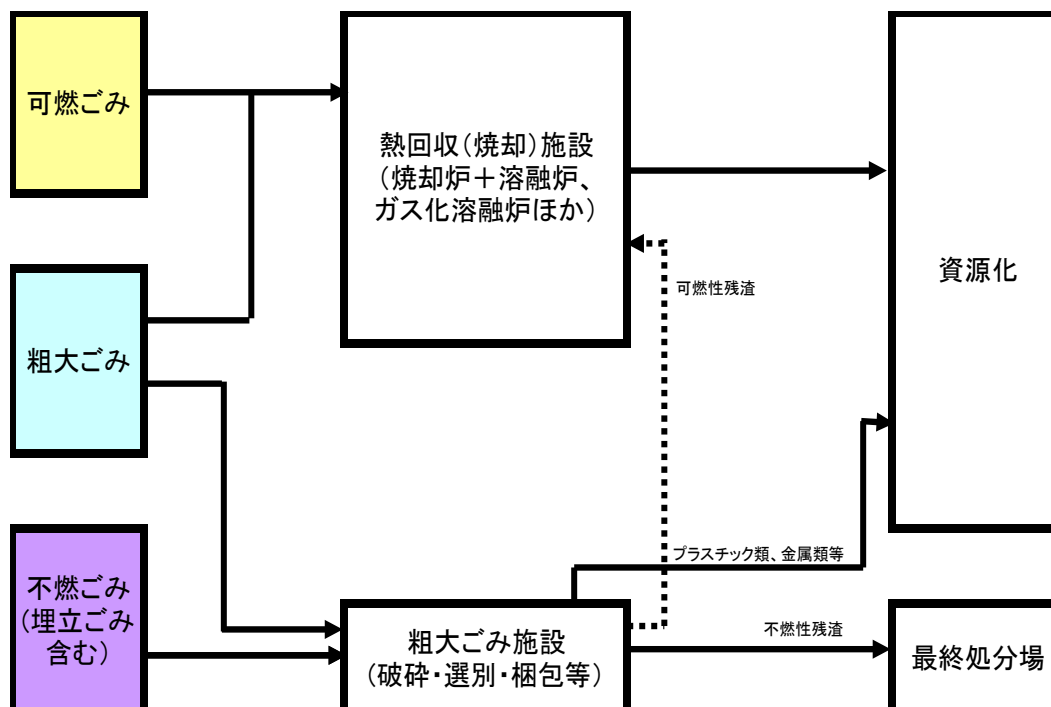 可燃ごみ
熱回収(焼却)施設
(焼却炉+溶融炉、
ガス化溶融炉ほか)
資源化
可燃性残渣
粗大ごみ
プラスチック類、金属類等
不燃ごみ
(埋立ごみ
含む)
粗大ごみ施設
(破砕・選別・梱包等)
不燃性残渣
最終処分場